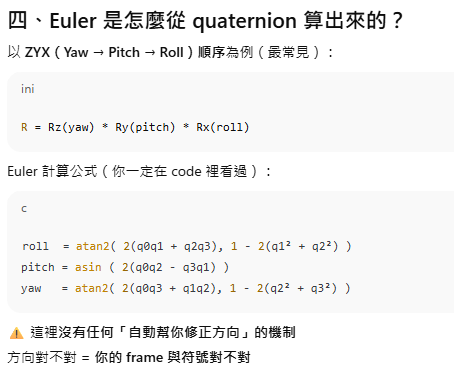 四、Euler 是怎麼從 quaternion 算出來的？
以 ZYX（Yaw → Pitch → Roll）順序為例（最常見）：
ini
R = Rz(yaw) * Ry(pitch) * Rx(roll)
Euler 計算公式（你一定在 code 裡看過）：
c
roll  = atan2( 2(q0q1 + q2q3), 1 - 2(q1² + q2²) )
pitch = asin ( 2(q0q2 - q3q1) )
yaw   = atan2( 2(q0q3 + q1q2), 1 - 2(q2² + q3²) )
⚠️ 這裡沒有任何「自動幫你修正方向」的機制
方向對不對 = 你的 frame 與符號對不對